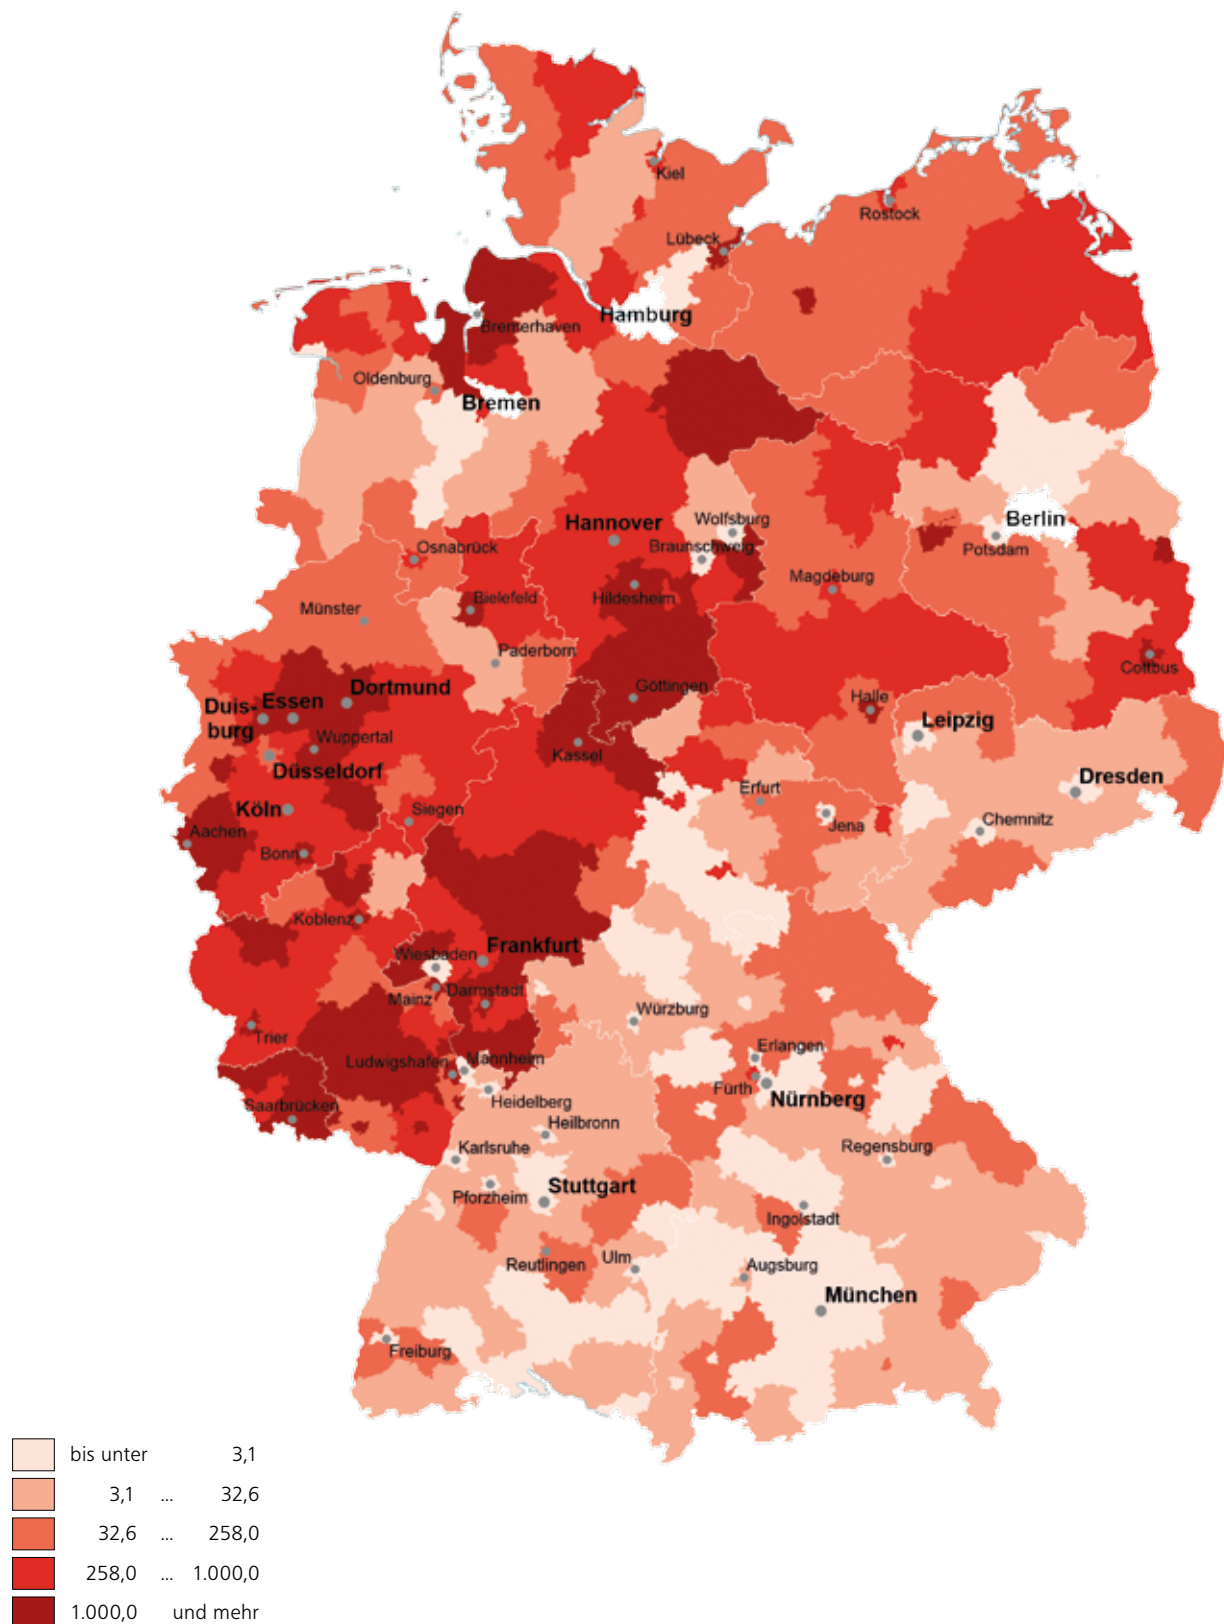 Kiel
Rostock
Lübeck
Hamburg
Bremerhaven
Oldenburg
Bremen
Wolfsburg
Hannover
Berlin
Braunschweig
Potsdam
Osnabrück
Magdeburg
Bielefeld
Hildesheim
Münster
Paderborn
Cottbus
Göttingen
Dortmund
Essen
Halle
Duis-
burg
Leipzig
Wuppertal
Kassel
Düsseldorf
Dresden
Erfurt
Köln
Siegen
Jena
Chemnitz
Aachen
Bonn
Koblenz
Frankfurt
Wiesbaden
Darmstadt
Mainz
Würzburg
Trier
Erlangen
Ludwigshafen
Mannheim
Fürth
Nürnberg
Heidelberg
Saarbrücken
Heilbronn
Karlsruhe
Regensburg
Pforzheim
Stuttgart
Ingolstadt
Reutlingen
Ulm
Augsburg
München
Freiburg
bis unter 3,1
3,1 ... 32,6
32,6 ... 258,0
258,0 ... 1.000,0
1.000,0 und mehr